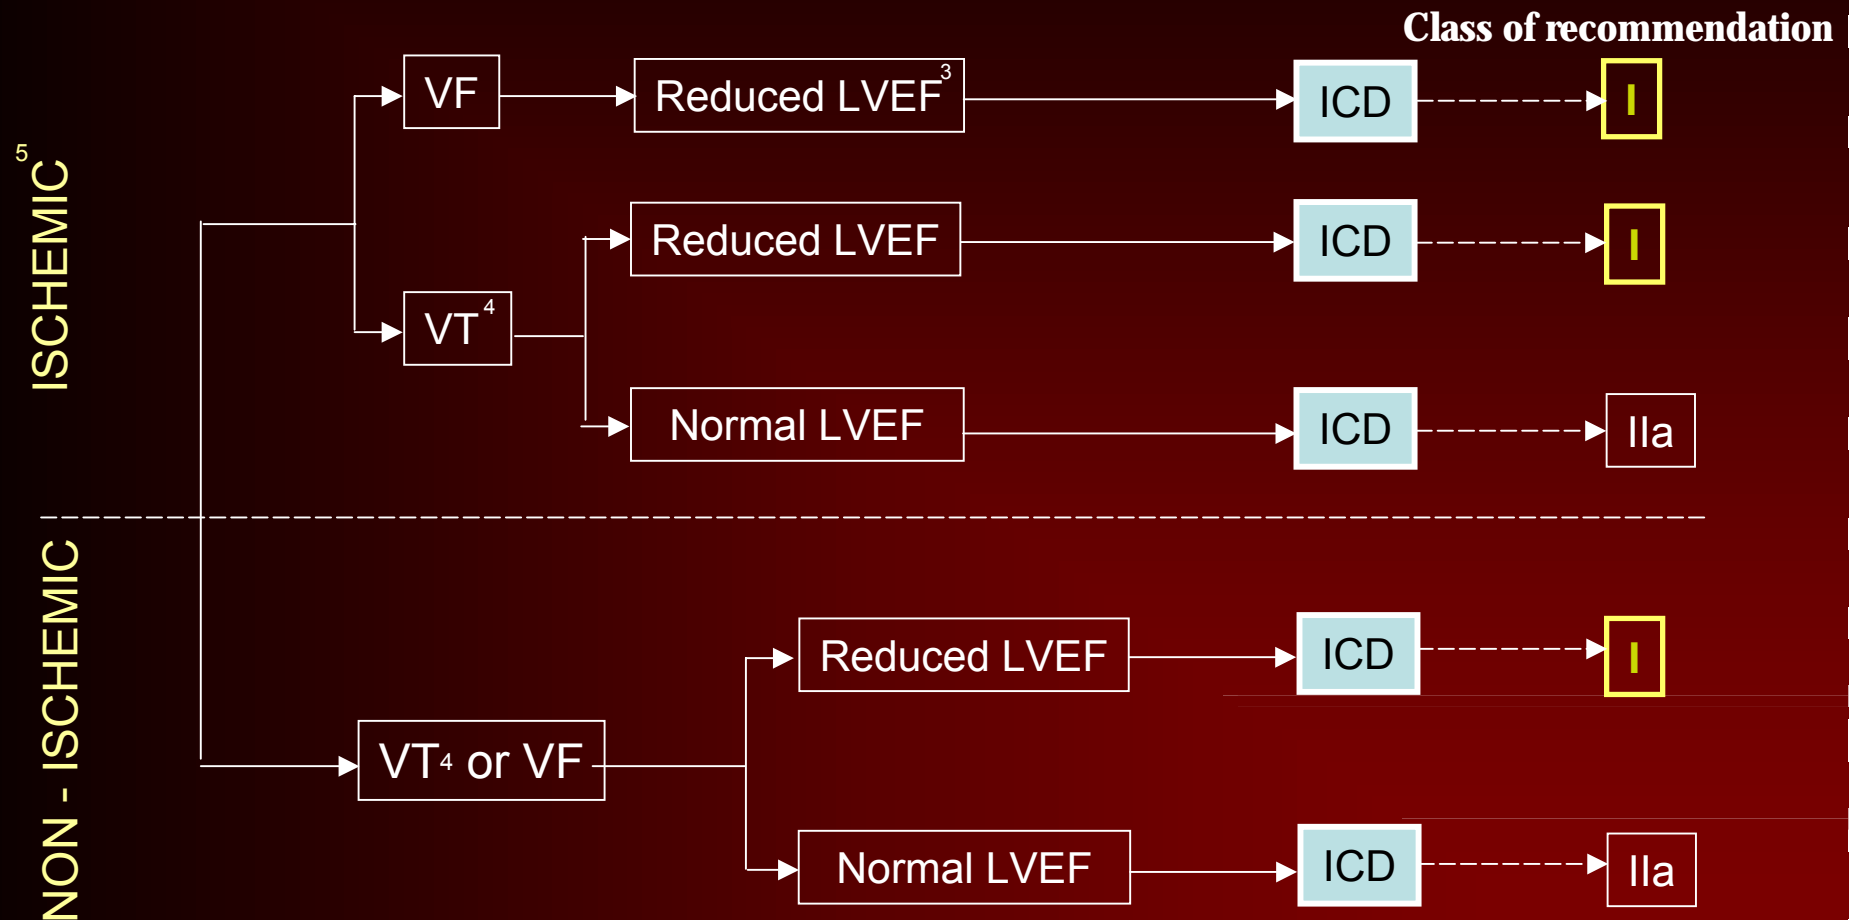 Class of recommendation
5
ISCHEMIC
VF
Reduced LVEF3
ICD
I
Reduced LVEF
ICD
I
VT4
Normal LVEF
ICD
IIa
NON - ISCHEMIC
VT4 or VF
Reduced LVEF
ICD
I
Normal LVEF
ICD
IIa